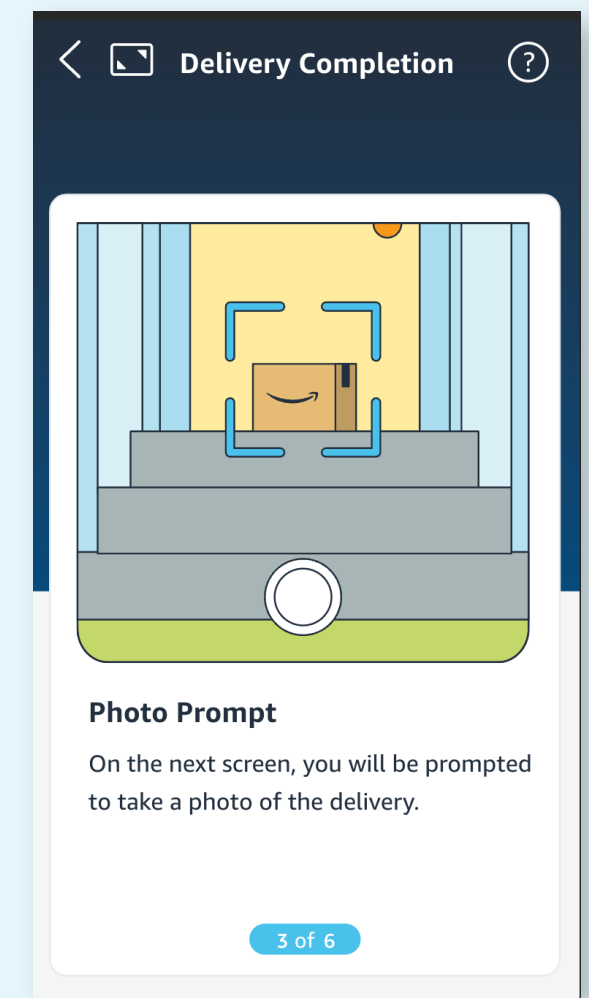 Delivery Completion
?
Photo Prompt
On the next screen, you will be prompted
to take a photo of the delivery.
3 of 6